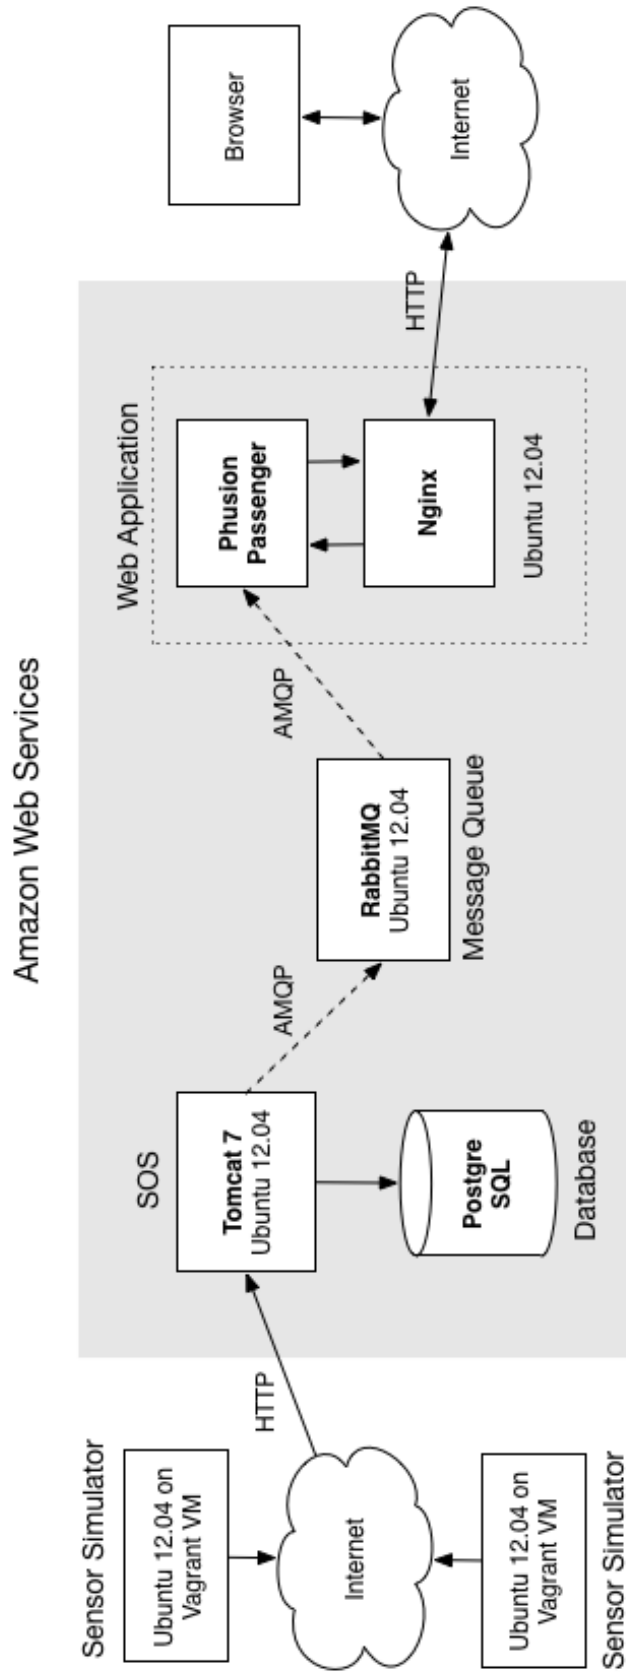 Amazon Web Services
Sensor Simulator
Ubuntu 12.04 on
Vagrant VM
Internet
Ubuntu 12.04 on
Vagrant VM
Sensor Simulator
HTTP
SOS
Tomcat 7
Ubuntu 12.04
Postgre
SQL
Database
AMQP
RabbitMQ
Ubuntu 12.04
Message Queue
AMQP
Web Application
Phusion
Passenger
Nginx
Ubuntu 12.04
HTTP
Browser
Internet